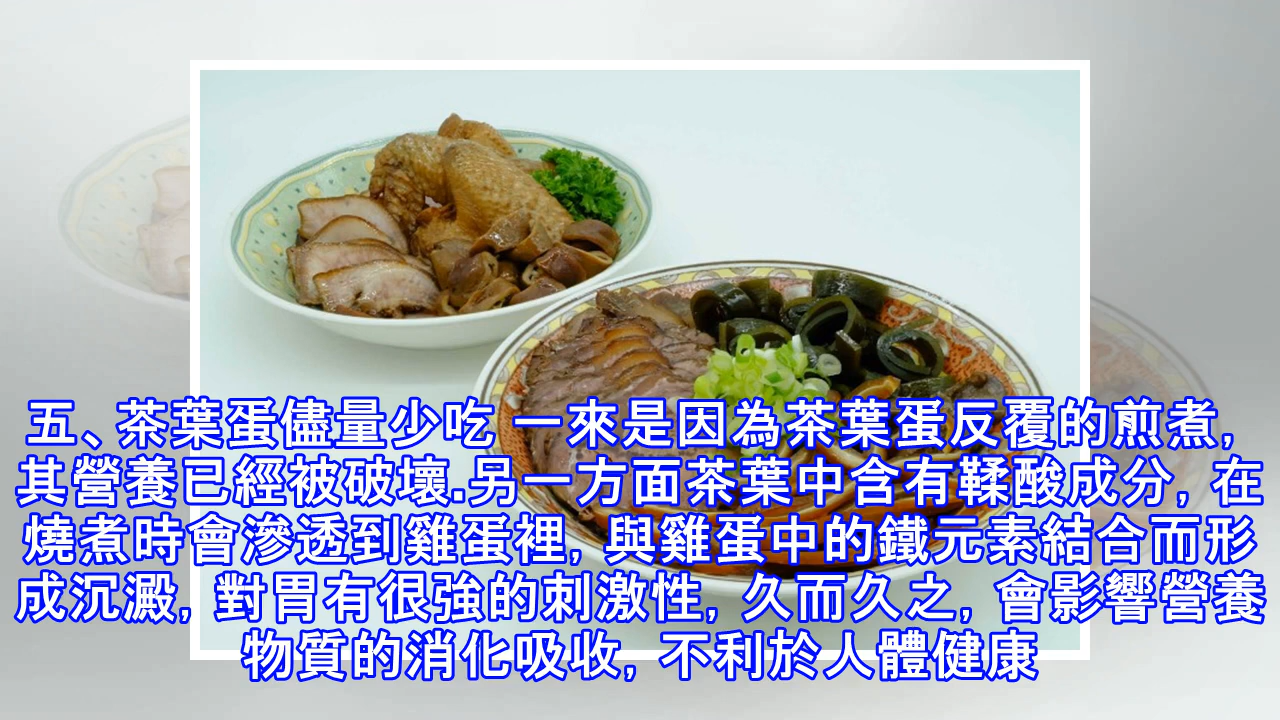 五、茶葉蛋儘量少吃 一來是因為茶葉蛋反覆的煎煮,
其營養已經被破壞.另一方面茶葉中含有鞣酸成分, 在
燒煮時會滲透到雞蛋裡, 與雞蛋中的鐵元素結合而形
成沉澱, 對胃有很強的刺激性, 久而久之, 會影響營養
物質的消化吸收, 不利於人體健康